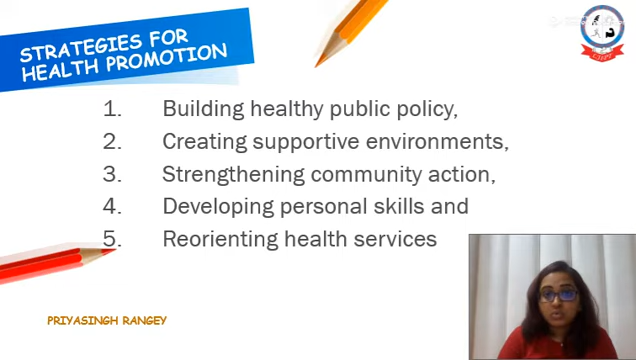 STRATEGIES FOR
HEALTH PROMOTION
1. Building healthy public policy,
2. Creating supportive environments,
3. Strengthening community action,
4. Developing personal skills and
5. Reorienting health services
PRIYASINGH RANGEY